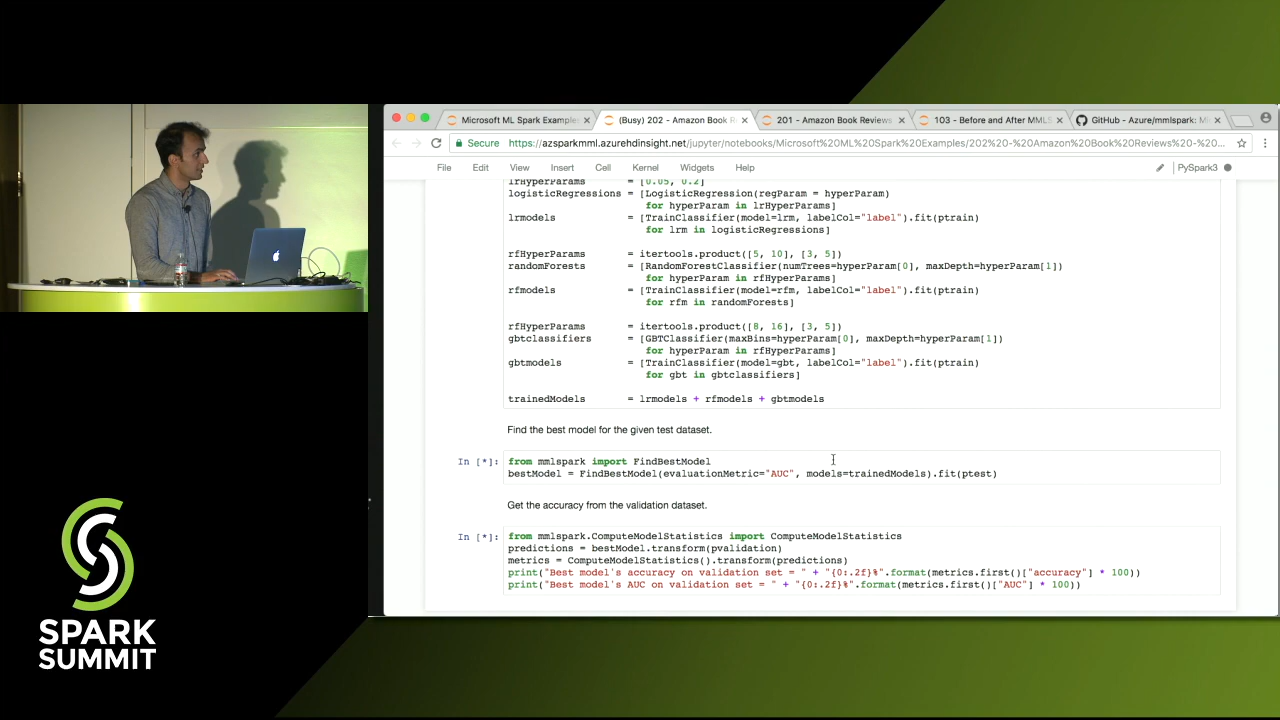 Microsoft ML Spark Example
(Busy) 202 - Amazon Book R
201 - Amazon Book Reviews
103 - Before and After MMLS
GitHub - Azure/mmlspark: Mi
Secure
https://azsparkmml.azurehdinsight.net/jupyter/notebooks/Microsoft%20ML%20Spark%20Examples/202%20-%20Amazon%20Book%20Reviews%20-%20...
File Edit View Insert Cell Kernel Widgets Help
PySpark3
lrHyperParams = [0.05, 0.2]
logisticRegressions = [LogisticRegression(regParam = hyperParam)
for hyperParam in lrHyperParams]
lrmodels = [TrainClassifier(model=lrm, labelCol="label").fit(ptrain)
for lrm in logisticRegressions]
rfHyperParams = itertools.product([5, 10], [3, 5])
randomForests = [RandomForestClassifier(numTrees=hyperParam[0], maxDepth=hyperParam[1])
for hyperParam in rfHyperParams]
rfmodels = [TrainClassifier(model=rfm, labelCol="label").fit(ptrain)
for rfm in randomForests]
rfHyperParams = itertools.product([8, 16], [3, 5])
gbtclassifiers = [GBTClassifier(maxBins=hyperParam[0], maxDepth=hyperParam[1])
for hyperParam in rfHyperParams]
gbtmodels = [TrainClassifier(model=gbt, labelCol="label").fit(ptrain)
for gbt in gbtclassifiers]
trainedModels = lrmodels + rfmodels + gbtmodels
Find the best model for the given test dataset.
In [*]: from mmlspark import FindBestModel
bestModel = FindBestModel(evaluationMetric="AUC", models=trainedModels).fit(ptest)
Get the accuracy from the validation dataset.
In [*]: from mmlspark.ComputeModelStatistics import ComputeModelStatistics
predictions = bestModel.transform(pvalidation)
metrics = ComputeModelStatistics().transform(predictions)
print("Best model's accuracy on validation set = " + "{0:.2f}%".format(metrics.first()["accuracy"] * 100))
print("Best model's AUC on validation set = " + "{0:.2f}%".format(metrics.first()["AUC"] * 100))
SPARK
SUMMIT